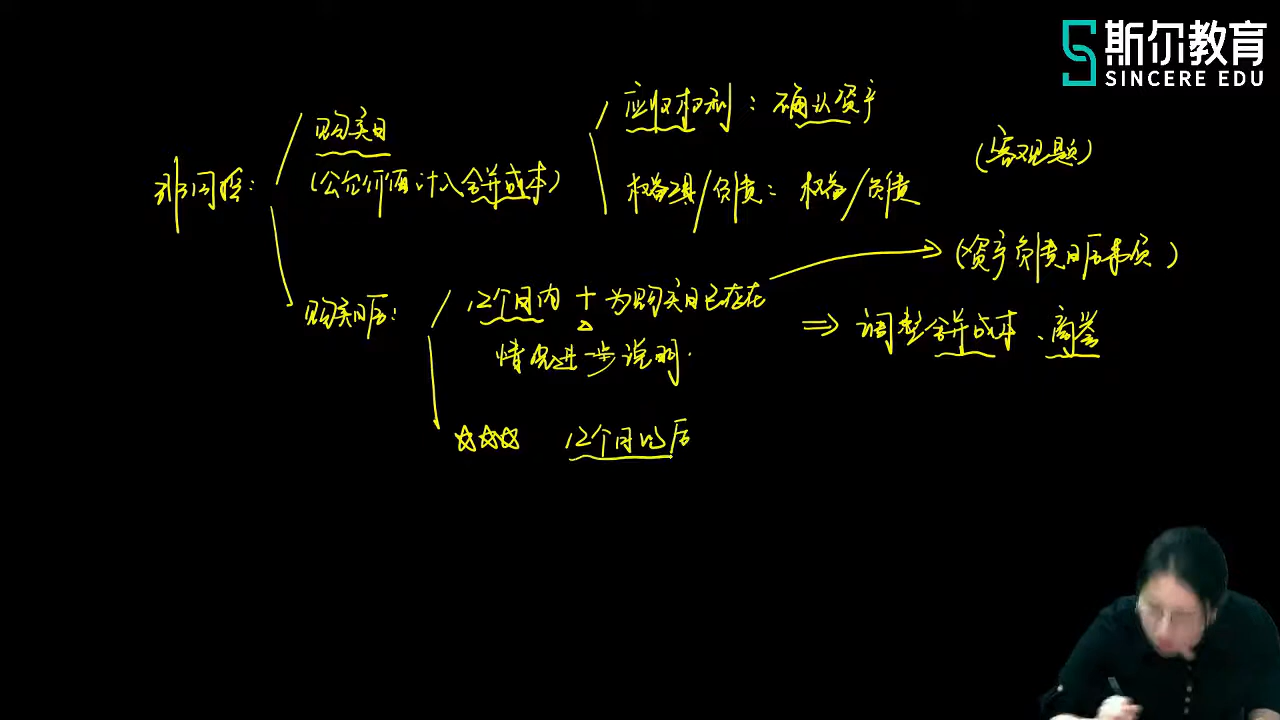 斯尔教育
SINCERE EDU
非同控：
购买日
(公允价值计入合并成本)
应收权利：确认资产
权益工具/负债：权益/负债
(客观题)
购买日后：
12个月内 + 为购买日已存在
情况进一步说明.
(资产负债日后事项)
⇒ 调整合并成本、商誉
☆☆☆ 12个月以后